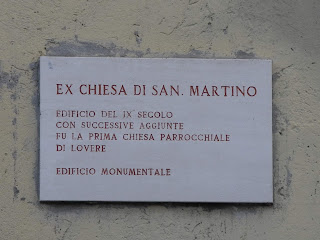 EX CHIESA DI SAN. MARTINO
EDIFICIO DEL IX SECOLO
CON SUCCESSIVE AGGIUNTE
FU LA PRIMA CHIESA PARROCCHIALE
DI LOVERE
EDIFICIO MONUMENTALE